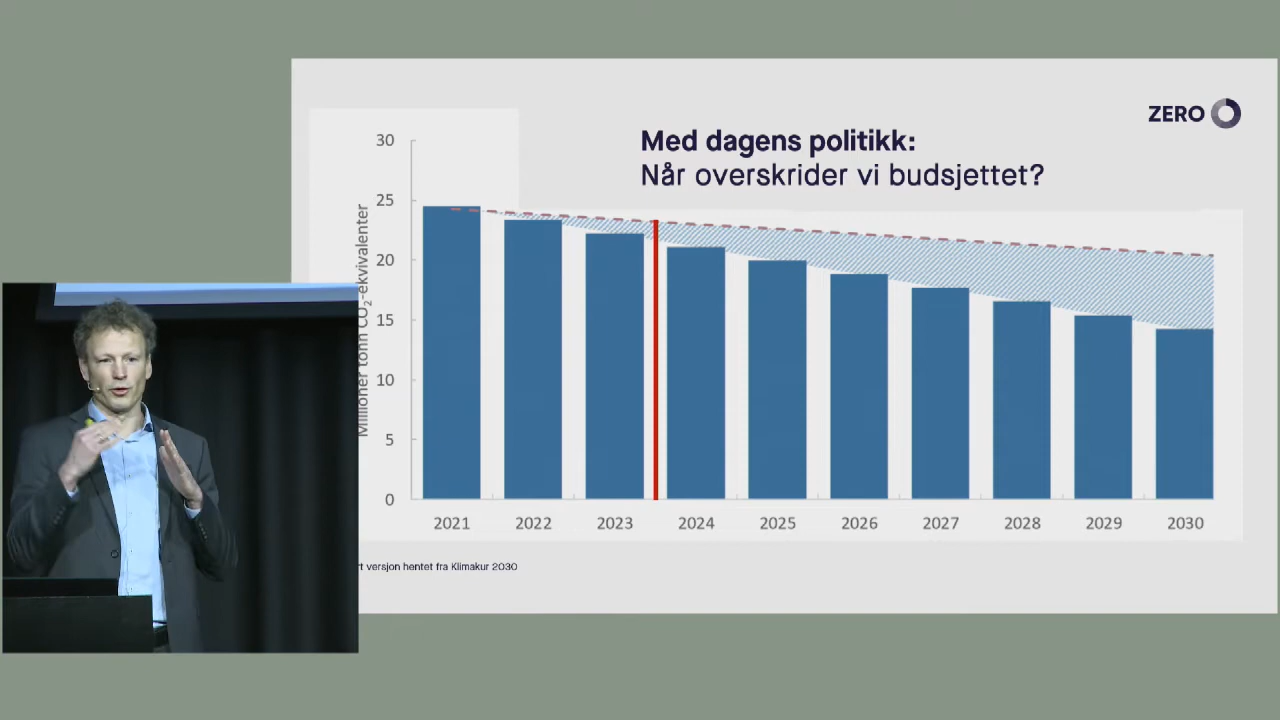 ZERO
Med dagens politikk:
Når overskrider vi budsjettet?
30
25
20
15
10
5
0
Millioner tonn CO₂-ekvivalenter
2021 2022 2023 2024 2025 2026 2027 2028 2029 2030
versjon hentet fra Klimakur 2030